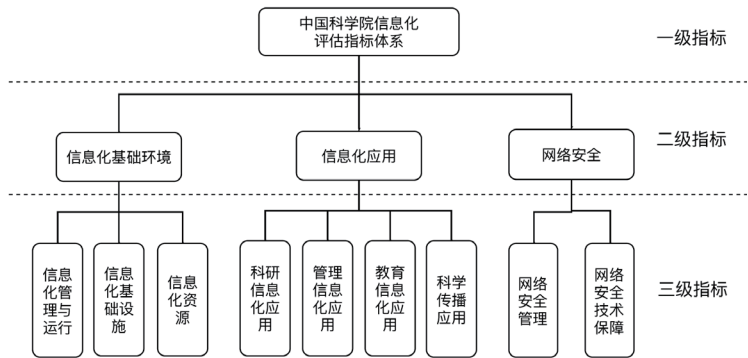 中国科学院信息化
评估指标体系
一级指标
信息化基础环境
信息化应用
网络安全
二级指标
信息
化管
理与
运行
信息
化基
础设
施
信息
化资
源
科研
信息
化应
用
管理
信息
化应
用
教育
信息
化应
用
科学
传播
应用
网络
安全
管理
网络
安全
技术
保障
三级指标